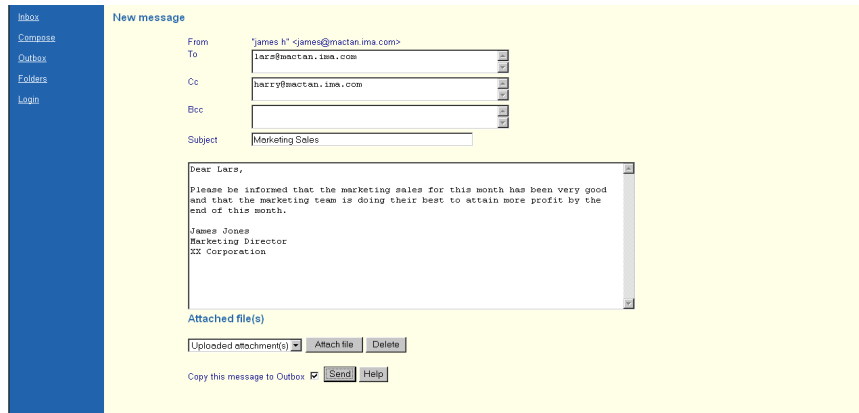 Inbox
Compose
Outbox
Folders
Login
New message
From "james h" <james@mactan.ima.com>
To lars@mactan.ima.com
Cc harry@mactan.ima.com
Bcc
Subject Marketing Sales
Dear Lars,
Please be informed that the marketing sales for this month has been very good
and that the marketing team is doing their best to attain more profit by the
end of this month.
James Jones
Marketing Director
XX Corporation
Attached file(s)
Uploaded attachment(s) Attach file Delete
Copy this message to Outbox Send Help